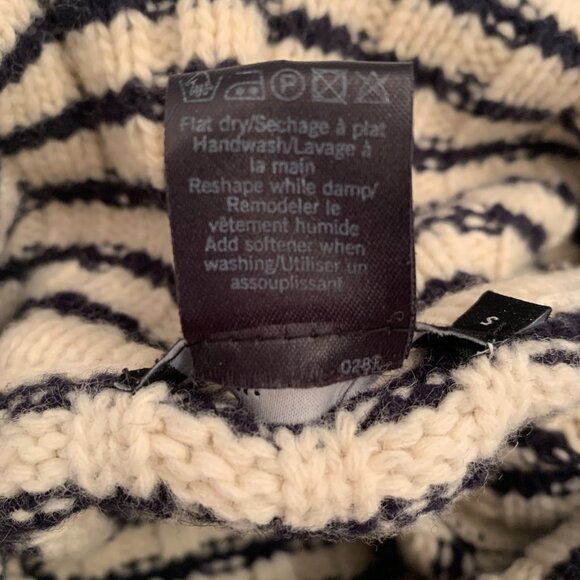 P
Flat dry/Sechage à plat
Handwash/Lavage à
la main
Reshape while damp/
Remodeler le
vêtement humide
Add softener when
washing/Utiliser un
assouplissant
S